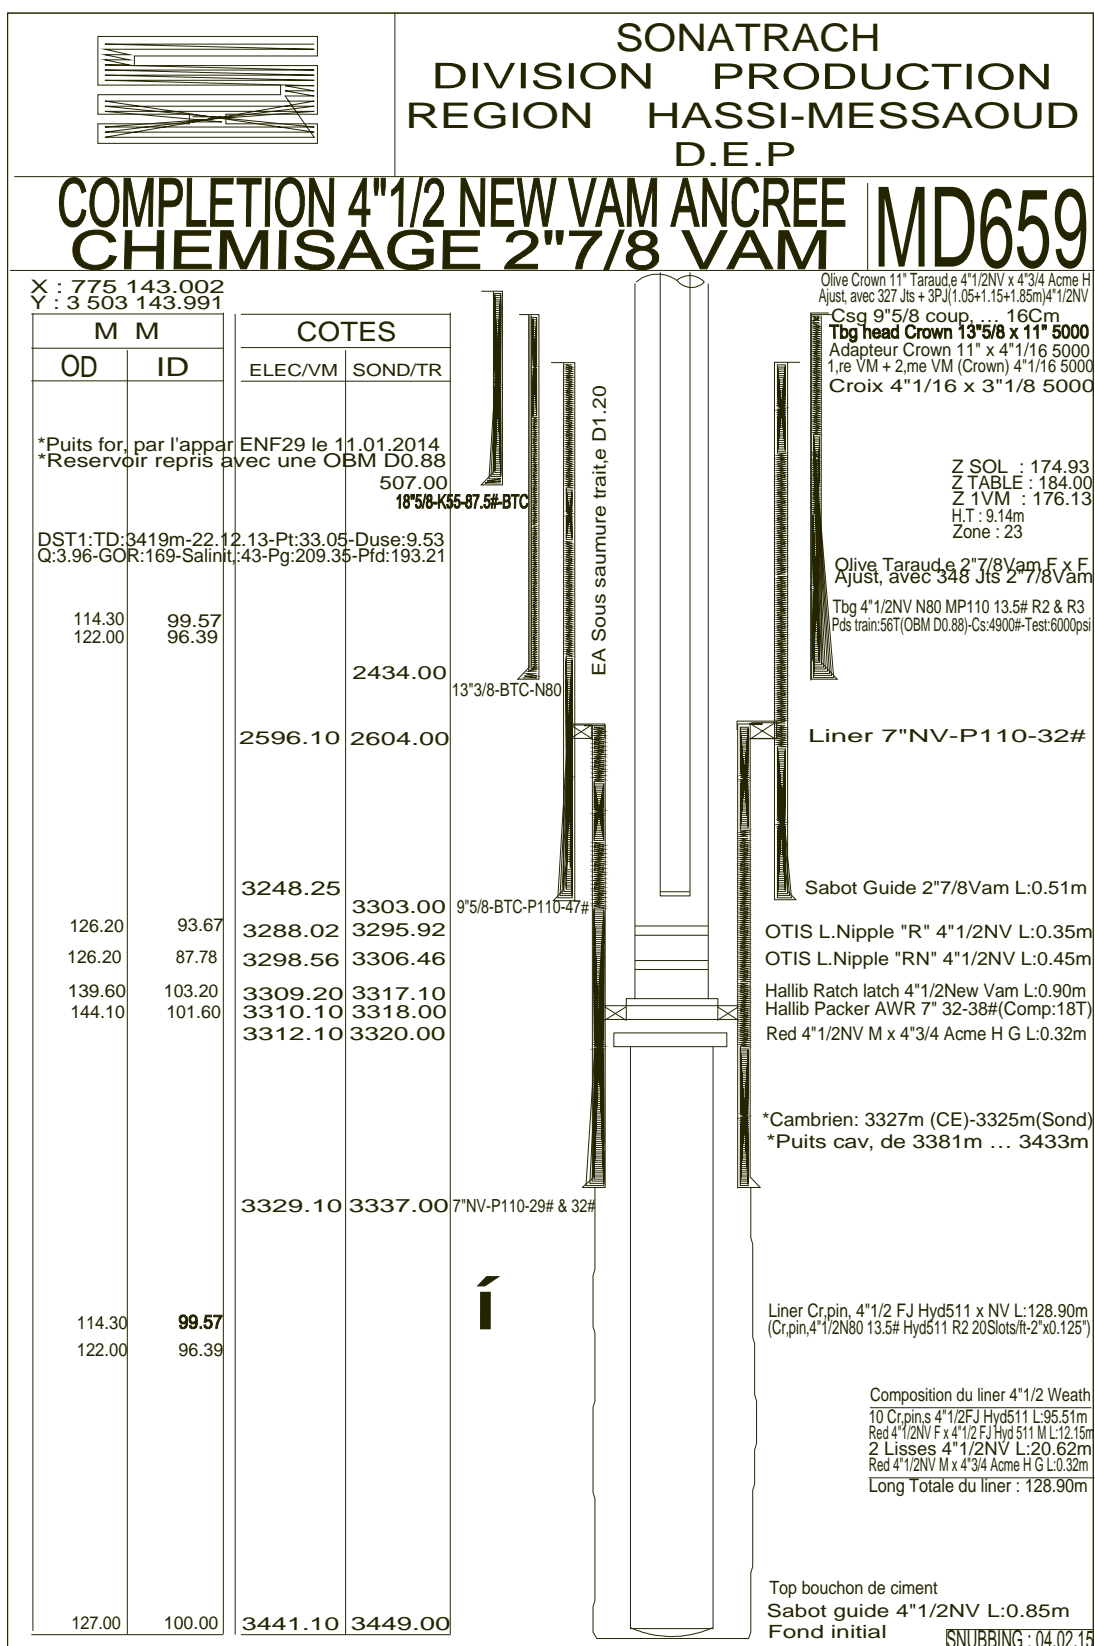 SONATRACH
DIVISION PRODUCTION
REGION HASSI-MESSAOUD
D.E.P
COMPLETION 4"1/2 NEW VAM ANCREE
CHEMISAGE 2"7/8 VAM
MD659
X : 775 143.002
Y : 3 503 143.991
M M
COTES
OD ID ELEC/VM SOND/TR
*Puits for, par l'appar ENF29 le 11.01.2014
*Reservoir repris avec une OBM D0.88
507.00
18"5/8-K55-87.5#-BTC
DST1:TD:3419m-22.12.13-Pt:33.05-Duse:9.53
Q:3.96-GOR:169-Salinit,:43-Pg:209.35-Pfd:193.21
114.30 99.57
122.00 96.39
2434.00
13"3/8-BTC-N80
2596.10 2604.00
3248.25
3303.00 9"5/8-BTC-P110-47#
126.20 93.67 3288.02 3295.92
126.20 87.78 3298.56 3306.46
139.60 103.20 3309.20 3317.10
144.10 101.60 3310.10 3318.00
3312.10 3320.00
3329.10 3337.00 7"NV-P110-29# & 32#
Í
114.30 99.57
122.00 96.39
127.00 100.00 3441.10 3449.00
EA Sous saumure trait,e D1.20
Olive Crown 11" Taraud,e 4"1/2NV x 4"3/4 Acme H
Ajust, avec 327 Jts + 3PJ(1.05+1.15+1.85m)4"1/2NV
Csg 9"5/8 coup, ... 16Cm
Tbg head Crown 13"5/8 x 11" 5000
Adapteur Crown 11" x 4"1/16 5000
1,re VM + 2,me VM (Crown) 4"1/16 5000
Croix 4"1/16 x 3"1/8 5000
Z SOL : 174.93
Z TABLE : 184.00
Z 1VM : 176.13
H.T : 9.14m
Zone : 23
Olive Taraud,e 2"7/8Vam F x F
Ajust, avec 348 Jts 2"7/8Vam
Tbg 4"1/2NV N80 MP110 13.5# R2 & R3
Pds train:56T(OBM D0.88)-Cs:4900#-Test:6000psi
Liner 7"NV-P110-32#
Sabot Guide 2"7/8Vam L:0.51m
OTIS L.Nipple "R" 4"1/2NV L:0.35m
OTIS L.Nipple "RN" 4"1/2NV L:0.45m
Hallib Ratch latch 4"1/2New Vam L:0.90m
Hallib Packer AWR 7" 32-38#(Comp:18T)
Red 4"1/2NV M x 4"3/4 Acme H G L:0.32m
*Cambrien: 3327m (CE)-3325m(Sond)
*Puits cav, de 3381m ... 3433m
Liner Cr,pin, 4"1/2 FJ Hyd511 x NV L:128.90m
(Cr,pin,4"1/2N80 13.5# Hyd511 R2 20Slots/ft-2"x0.125")
Composition du liner 4"1/2 Weath
10 Cr,pin,s 4"1/2FJ Hyd511 L:95.51m
Red 4"1/2NV F x 4"1/2 FJ Hyd 511 M L:12.15m
2 Lisses 4"1/2NV L:20.62m
Red 4"1/2NV M x 4"3/4 Acme H G L:0.32m
Long Totale du liner : 128.90m
Top bouchon de ciment
Sabot guide 4"1/2NV L:0.85m
Fond initial
SNUBBING : 04.02.15